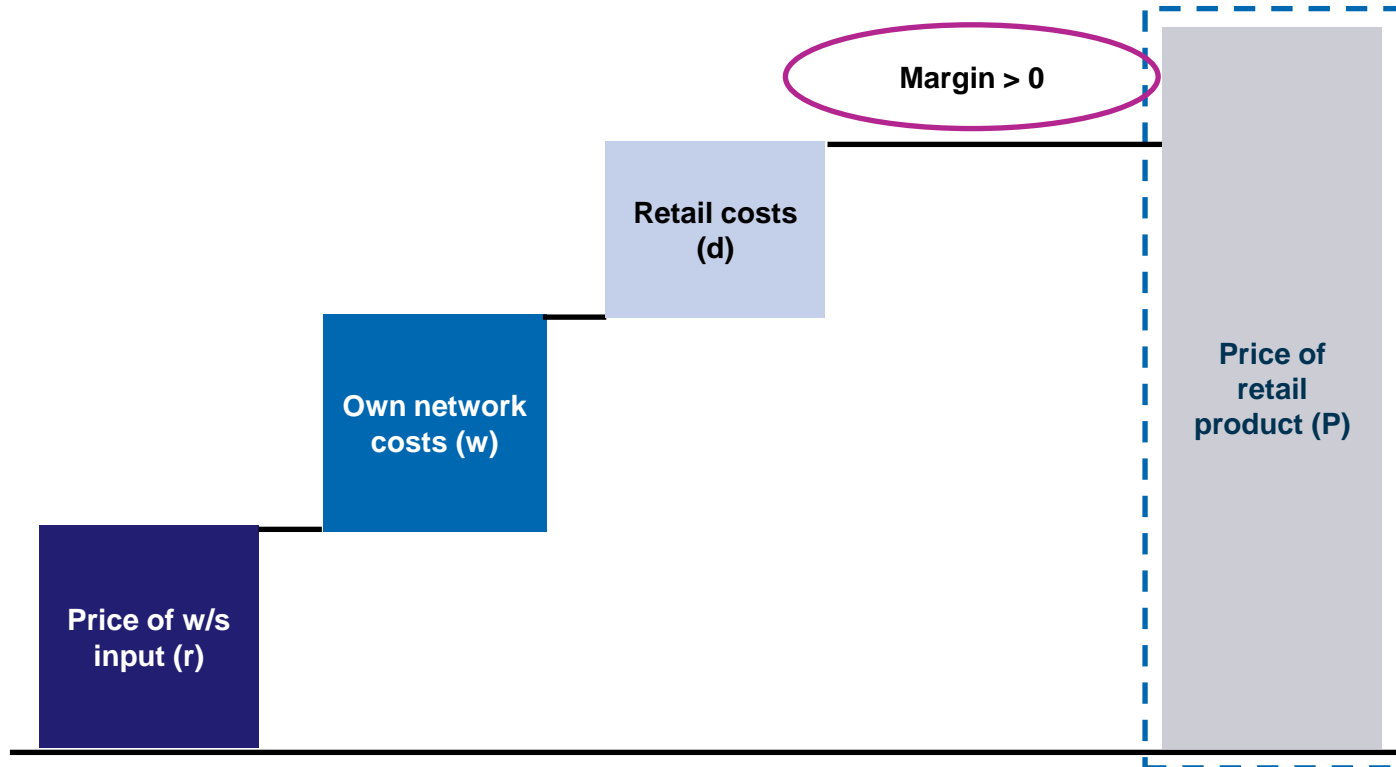 Margin > 0
Retail costs
(d)
Own network
costs (w)
Price of
retail
product (P)
Price of w/s
input (r)